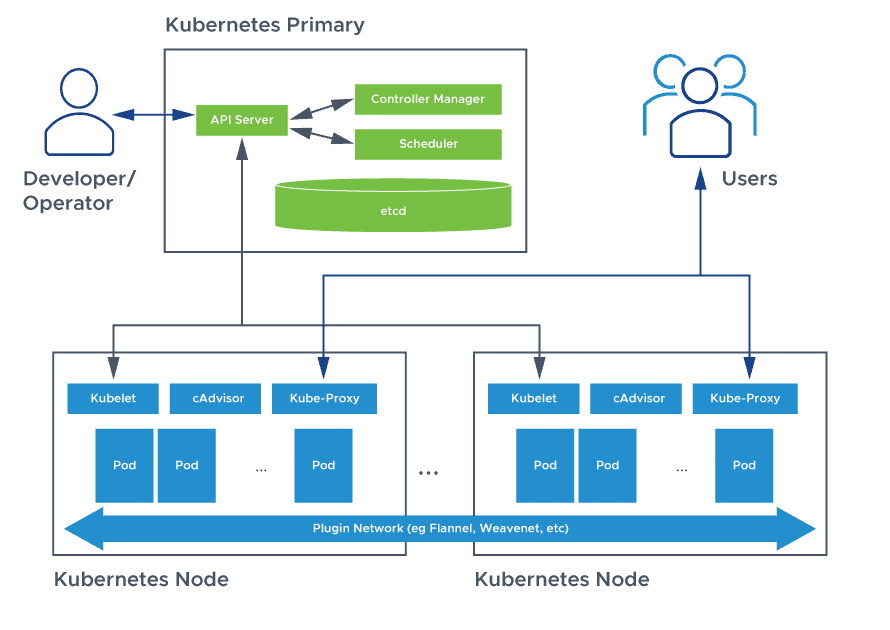 Kubernetes Primary
API Server
Controller Manager
Scheduler
etcd
Developer/
Operator
Users
Kubelet
cAdvisor
Kube-Proxy
Pod
Pod
...
Pod
...
Kubelet
cAdvisor
Kube-Proxy
Pod
Pod
...
Pod
Plugin Network (eg Flannel, Weavenet, etc)
Kubernetes Node
Kubernetes Node